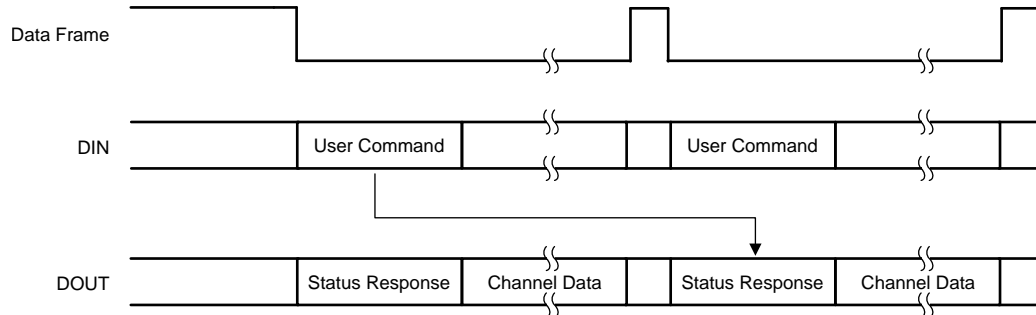 Data Frame
DIN
User Command
User Command
DOUT
Status Response
Channel Data
Status Response
Channel Data